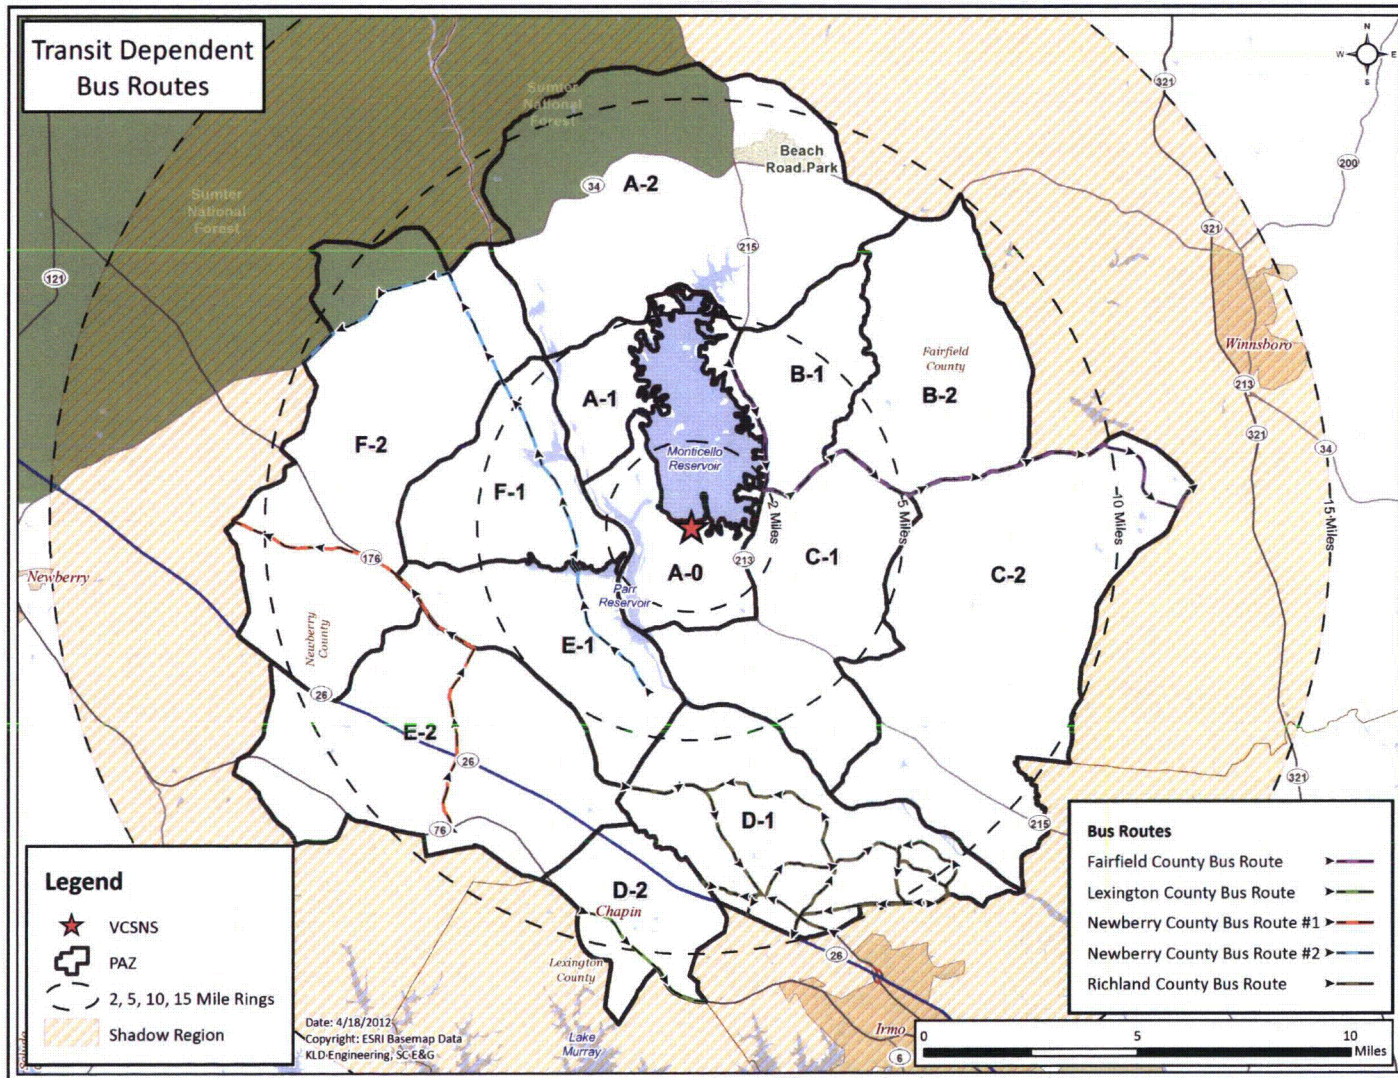 Transit Dependent
Bus Routes
N
W
E
S
Sumter
National
Forest
Beach
Road Park
34
A-2
321
200
Sumter
National
Forest
215
321
321
121
Fairfield
County
Winnsboro
B-1
B-2
A-1
213
F-2
Monticello
Reservoir
321
34
F-1
2 Miles
5 Miles
10 Miles
15 Miles
176
A-0
213
C-1
C-2
Newberry
Parr
Reservoir
Newberry
County
E-1
26
E-2
26
321
76
D-1
215
D-2
Chapin
Lexington
County
26
Irmo
6
Lake
Murray
Legend
VCSNS
PAZ
2, 5, 10, 15 Mile Rings
Shadow Region
Date: 4/18/2012
Copyright: ESRI Basemap Data
KLD Engineering, SC E&G
Bus Routes
Fairfield County Bus Route
Lexington County Bus Route
Newberry County Bus Route #1
Newberry County Bus Route #2
Richland County Bus Route
0 5 10
Miles